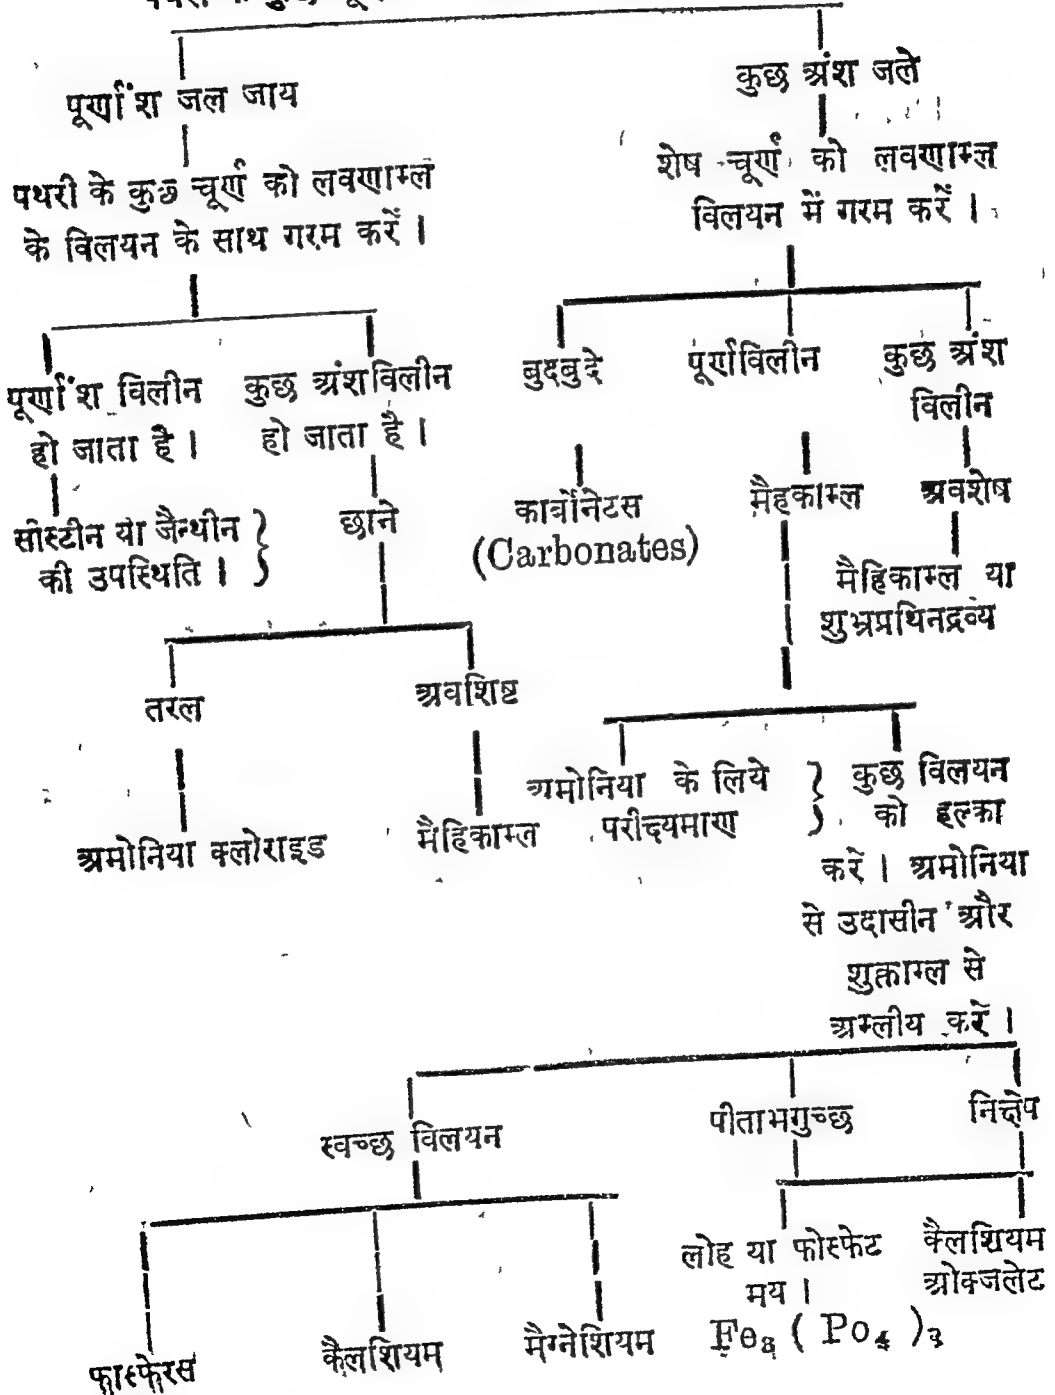 पूर्णांश जल जाय
कुछ अंश जले
पथरी के कुछ चूर्ण को लवणाम्ल
के विलयन के साथ गरम करें ।
शेष चूर्ण को लवणाम्ल
विलयन में गरम करें ।
पूर्णांश विलीन
हो जाता है ।
कुछ अंशविलीन
हो जाता है ।
बुदबुदे
पूर्णविलीन
कुछ अंश
विलीन
सीस्टीन या जैन्थीन }
की उपस्थिति ।
छाने
कार्बोनेटस
(Carbonates)
मैहकाम्ल
अवशेष
मैहिकाम्ल या
शुभ्रप्रथिनद्रव्य
तरल
अवशिष्ट
अमोनिया क्लोराइड
मैहिकाम्ल
अमोनिया के लिये }
परीक्ष्यमाण
कुछ विलयन
को हल्का
करें । अमोनिया
से उदासीन और
शुक्ताम्ल से
अम्लीय करें ।
स्वच्छ विलयन
पीताभगुच्छ
निक्षेप
फास्फेरस
कैलशियम
मैग्नेशियम
लोह या फोस्फेट
मय ।
Fe₃ ( Po₄ )₃
कैलशियम
ओक्जलेट